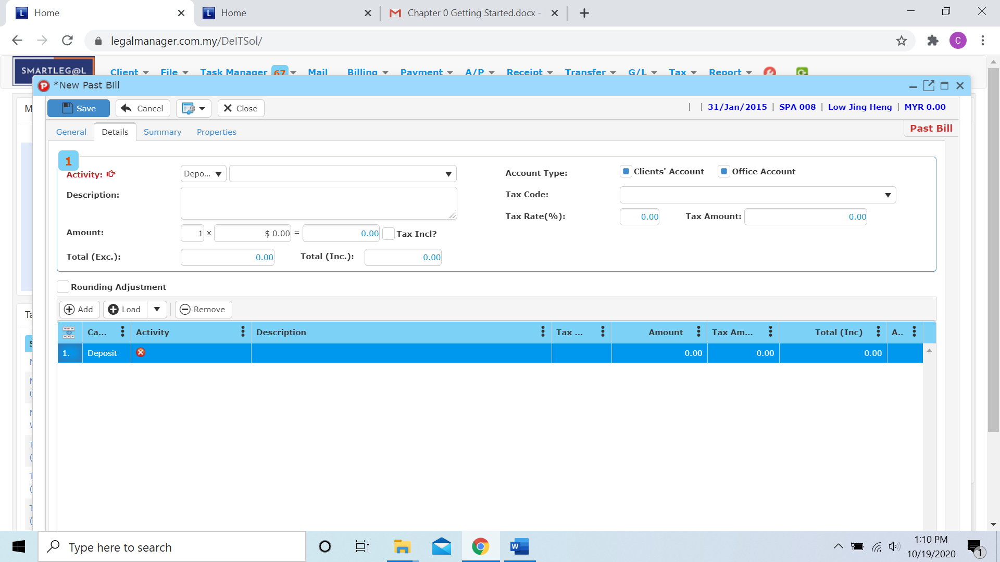 Home
Home
Chapter 0 Getting Started.docx -
legalmanager.com.my/DeITSol/
C
SMARTLEG@L
Client File Task Manager 67 Mail Billing Payment A/P Receipt Transfer G/L Tax Report
*New Past Bill
Save Cancel Close
| | 31/Jan/2015 | SPA 008 | Low Jing Heng | MYR 0.00
General Details Summary Properties
Past Bill
1
Activity: Depo...
Account Type: Clients' Account Office Account
Description:
Tax Code:
Tax Rate(%): 0.00 Tax Amount: 0.00
Amount: 1 x $ 0.00 = 0.00 Tax Incl?
Total (Exc.): 0.00 Total (Inc.): 0.00
Rounding Adjustment
Add Load Remove
Ca... Activity Description Tax ... Amount Tax Am... Total (Inc) A..
1. Deposit 0.00 0.00 0.00
Type here to search
1:10 PM
10/19/2020
1